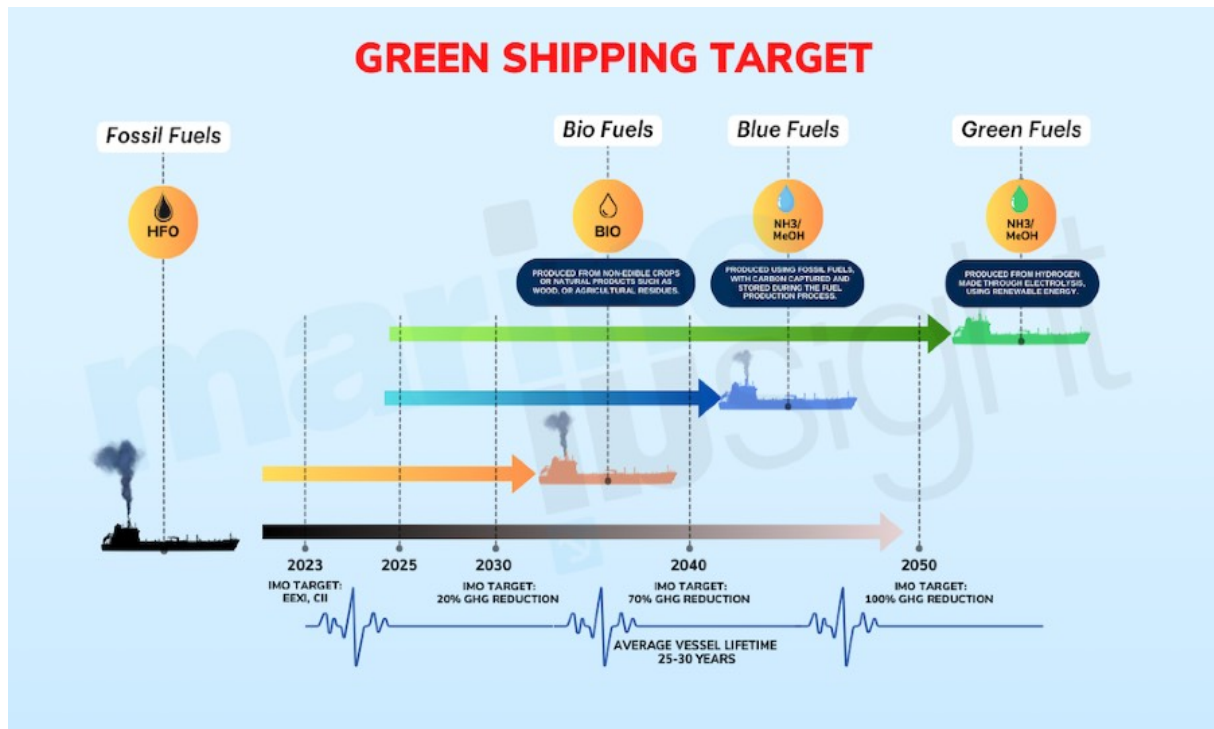 GREEN SHIPPING TARGET
Fossil Fuels
Bio Fuels
Blue Fuels
Green Fuels
HFO
BIO
NH3/
MeOH
NH3/
MeOH
PRODUCED FROM NON-EDIBLE CROPS
OR NATURAL PRODUCTS SUCH AS
WOOD, OR AGRICULTURAL RESIDUES.
PRODUCED USING FOSSIL FUELS,
WITH CARBON CAPTURED AND
STORED DURING THE FUEL
PRODUCTION PROCESS.
PRODUCED FROM HYDROGEN
MADE THROUGH ELECTROLYSIS,
USING RENEWABLE ENERGY.
marine
insight
2023
2025
2030
2040
2050
IMO TARGET:
EEXI, CII
IMO TARGET:
20% GHG REDUCTION
IMO TARGET:
70% GHG REDUCTION
IMO TARGET:
100% GHG REDUCTION
AVERAGE VESSEL LIFETIME
25-30 YEARS